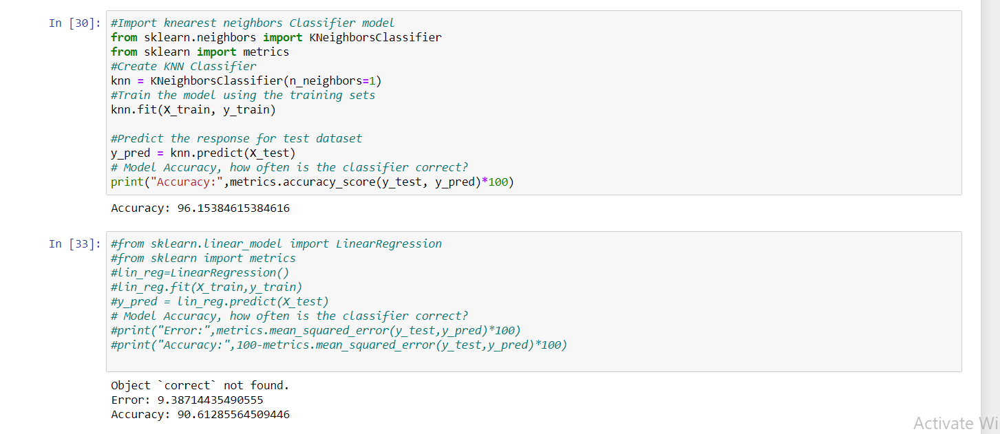 In [30]:
#Import knearest neighbors Classifier model
from sklearn.neighbors import KNeighborsClassifier
from sklearn import metrics
#Create KNN Classifier
knn = KNeighborsClassifier(n_neighbors=1)
#Train the model using the training sets
knn.fit(X_train, y_train)
#Predict the response for test dataset
y_pred = knn.predict(X_test)
# Model Accuracy, how often is the classifier correct?
print("Accuracy:",metrics.accuracy_score(y_test, y_pred)*100)
Accuracy: 96.15384615384616
In [33]:
#from sklearn.linear_model import LinearRegression
#from sklearn import metrics
#lin_reg=LinearRegression()
#lin_reg.fit(X_train,y_train)
#y_pred = lin_reg.predict(X_test)
# Model Accuracy, how often is the classifier correct?
#print("Error:",metrics.mean_squared_error(y_test,y_pred)*100)
#print("Accuracy:",100-metrics.mean_squared_error(y_test,y_pred)*100)
Object `correct` not found.
Error: 9.38714435490555
Accuracy: 90.61285564509446
Activate Wi